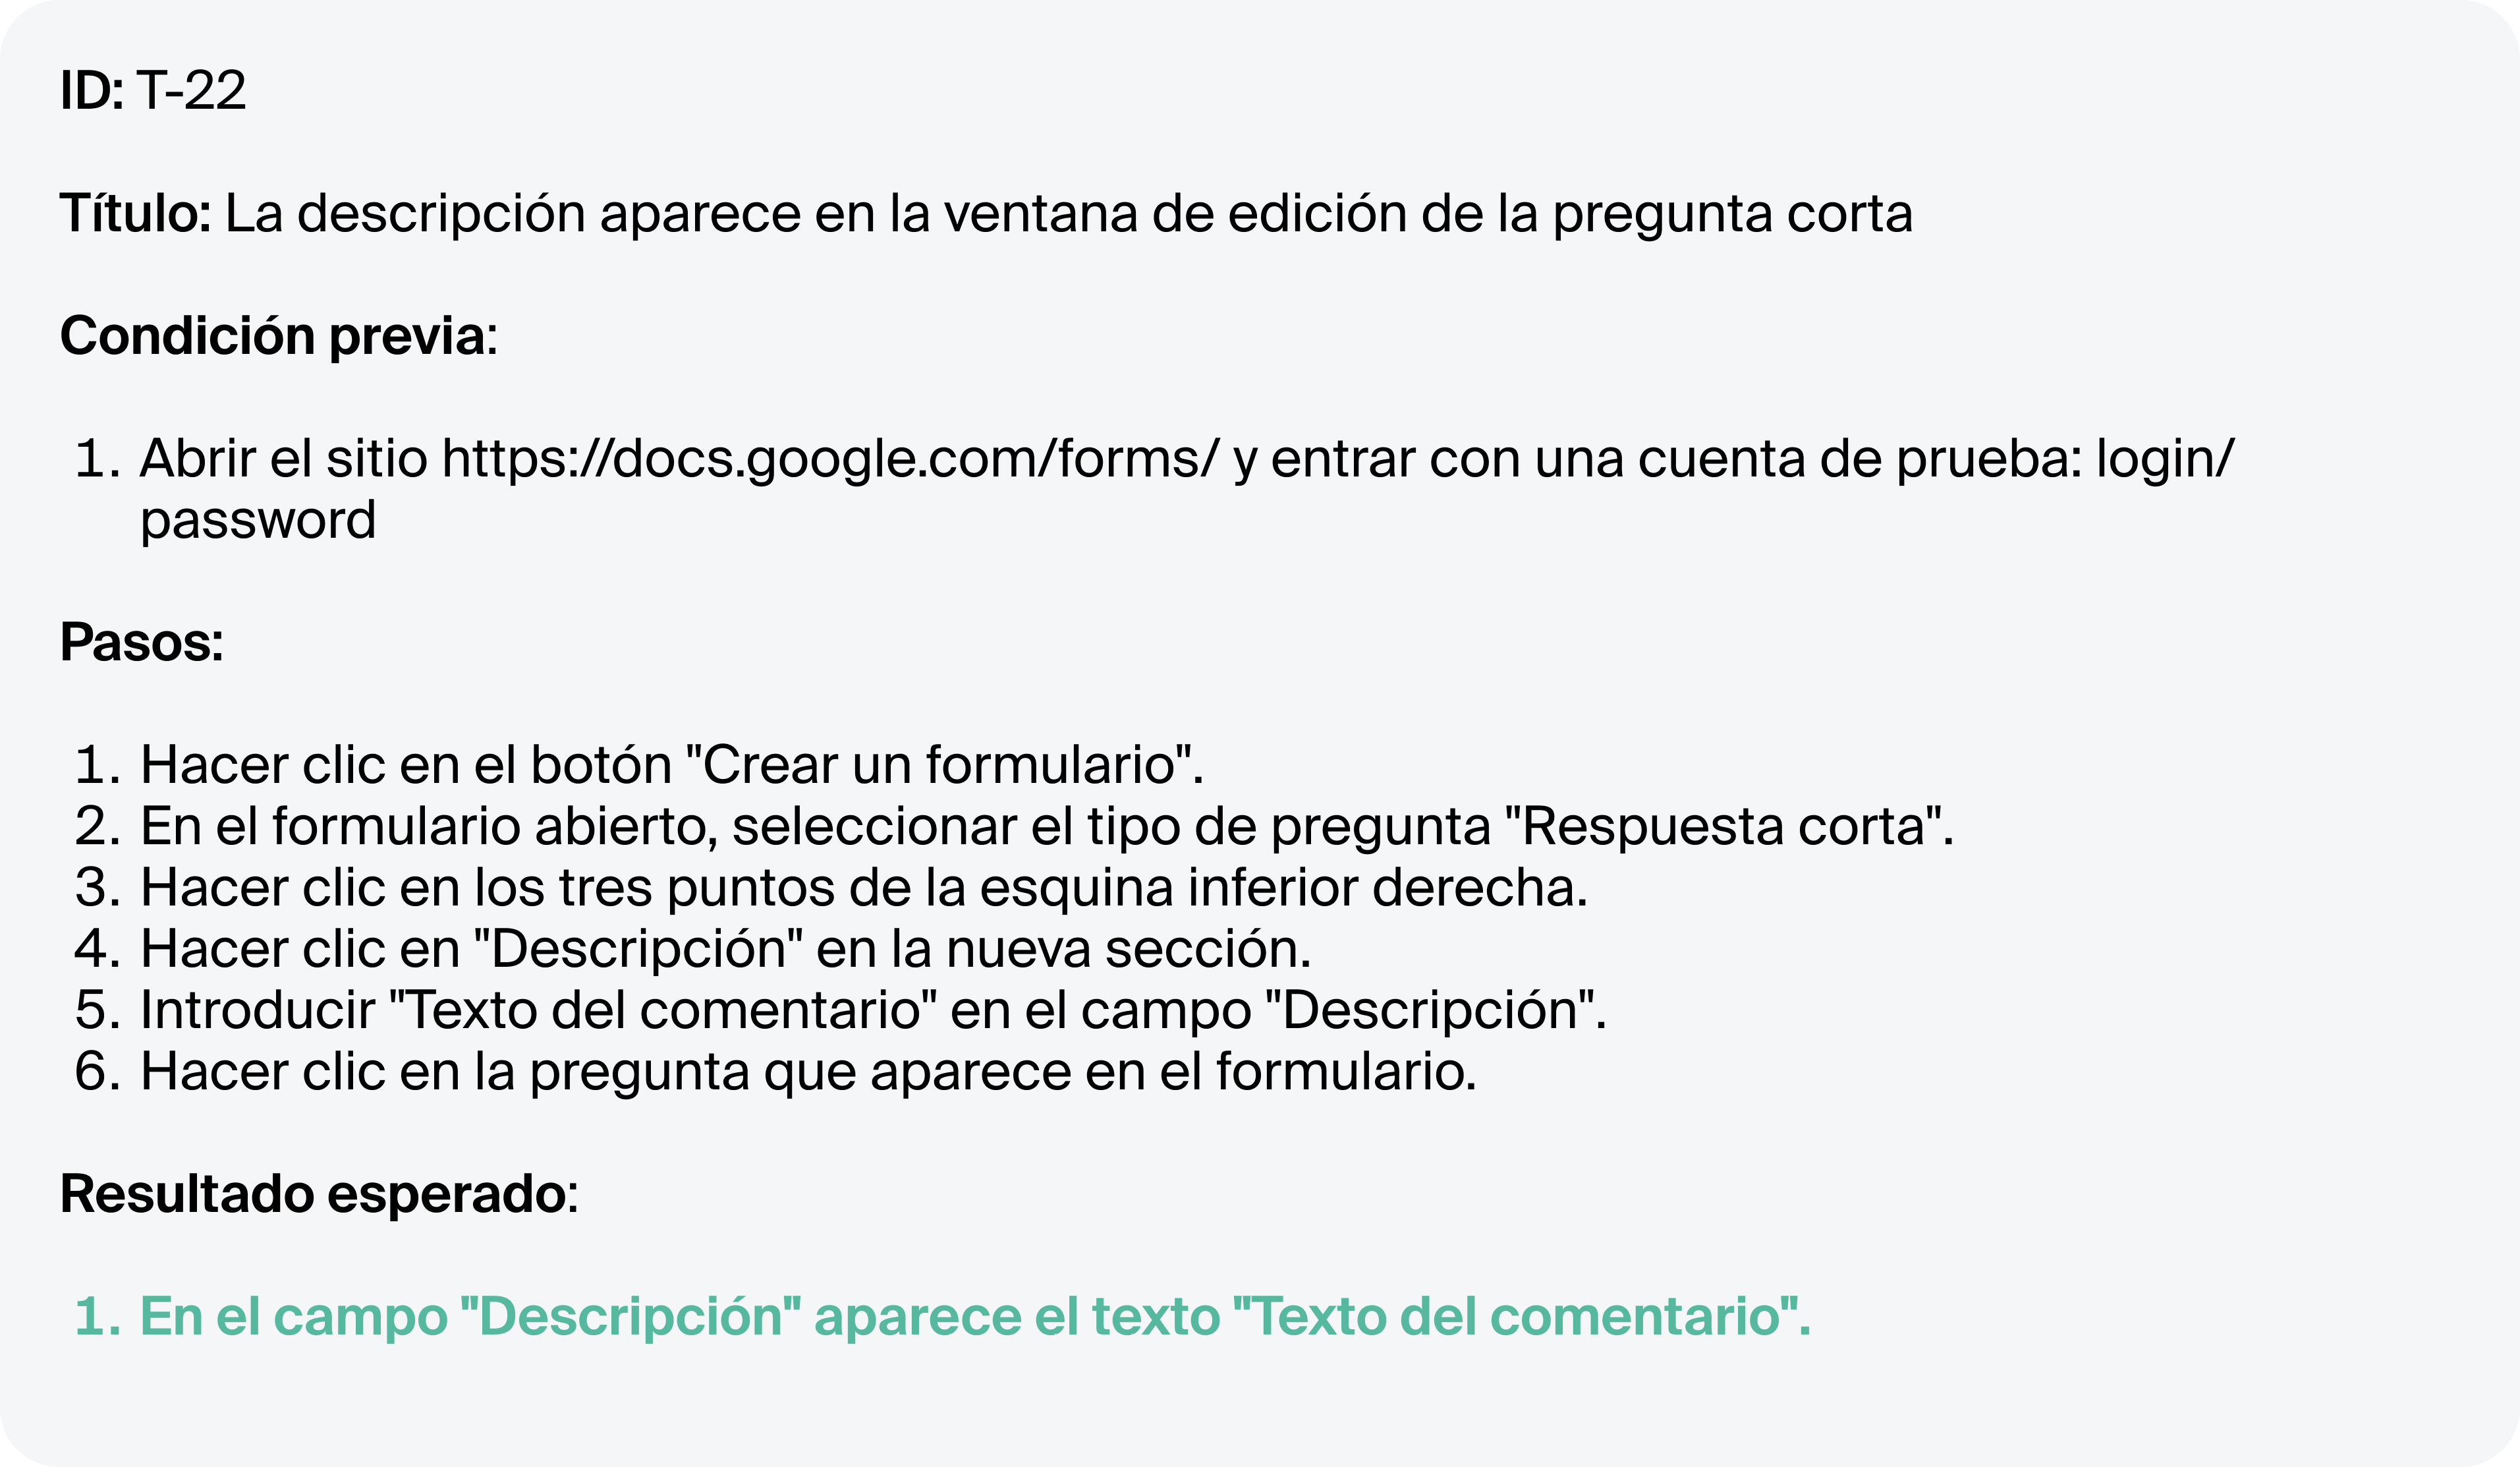 ID: T-22
Título: La descripción aparece en la ventana de edición de la pregunta corta
Condición previa:
1. Abrir el sitio https://docs.google.com/forms/ y entrar con una cuenta de prueba: login/
password
Pasos:
1. Hacer clic en el botón "Crear un formulario".
2. En el formulario abierto, seleccionar el tipo de pregunta "Respuesta corta".
3. Hacer clic en los tres puntos de la esquina inferior derecha.
4. Hacer clic en "Descripción" en la nueva sección.
5. Introducir "Texto del comentario" en el campo "Descripción".
6. Hacer clic en la pregunta que aparece en el formulario.
Resultado esperado:
1. En el campo "Descripción" aparece el texto "Texto del comentario".